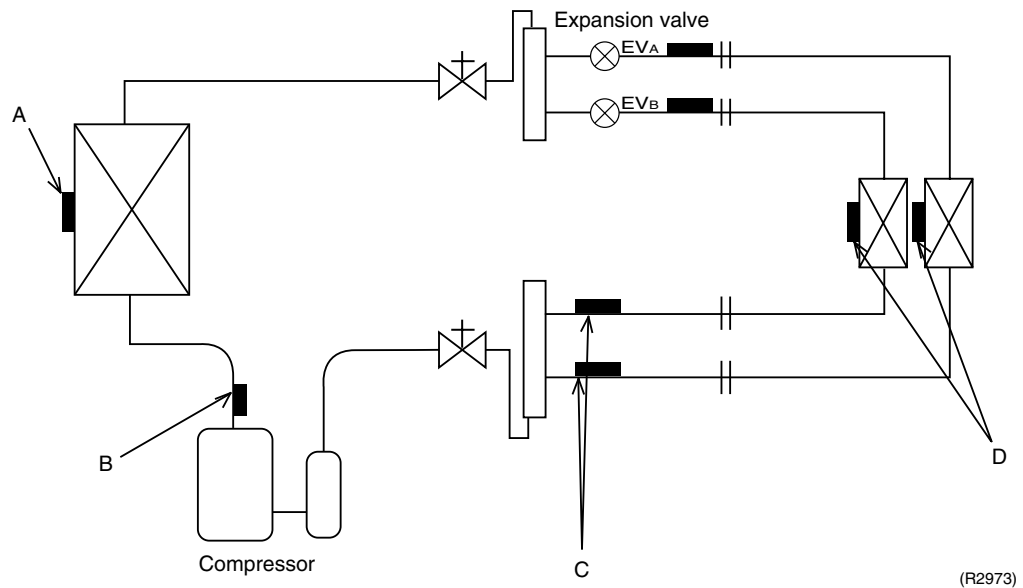 Expansion valve
EVA
EVB
A
B
C
D
Compressor
(R2973)